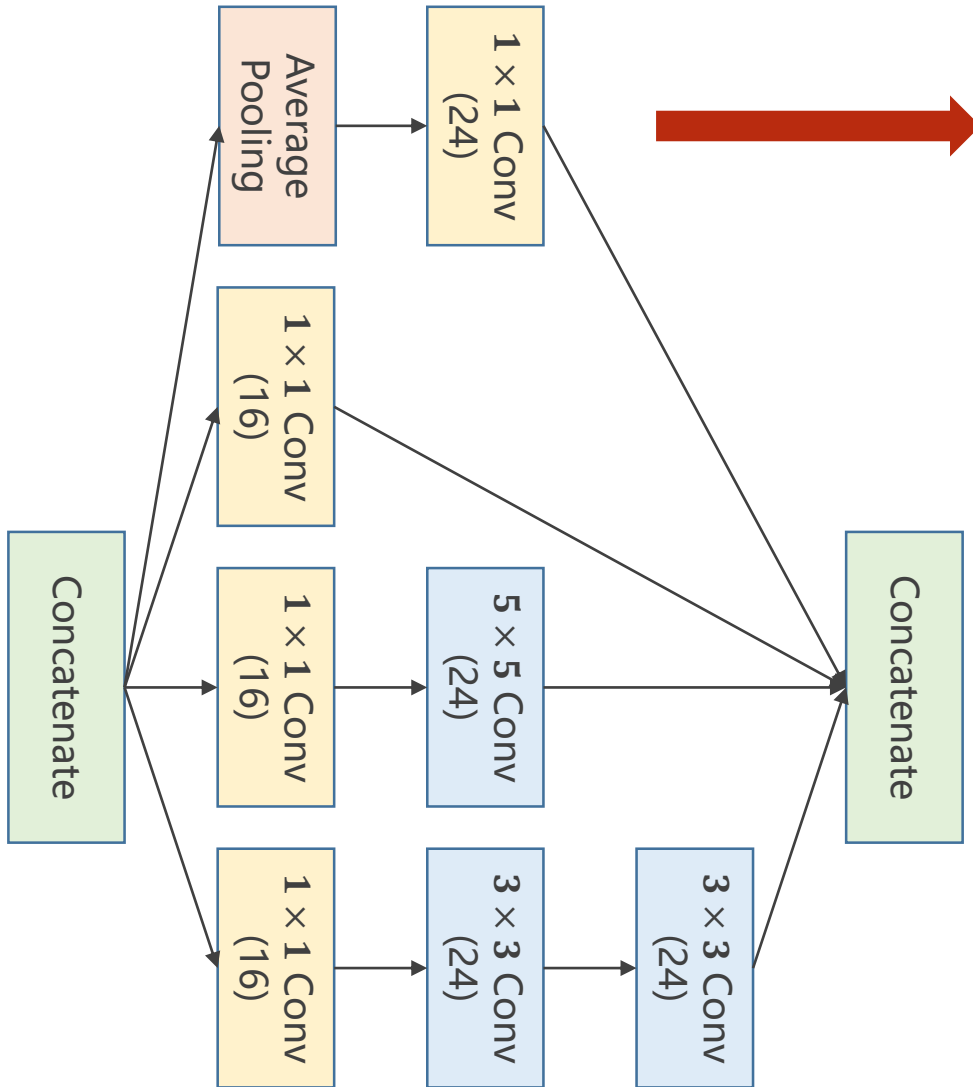 Concatenate
3 × 3 Conv
(24)
1 × 1 Conv
(24)
5 × 5 Conv
(24)
3 × 3 Conv
(24)
Average
Pooling
1 × 1 Conv
(16)
1 × 1 Conv
(16)
1 × 1 Conv
(16)
Concatenate